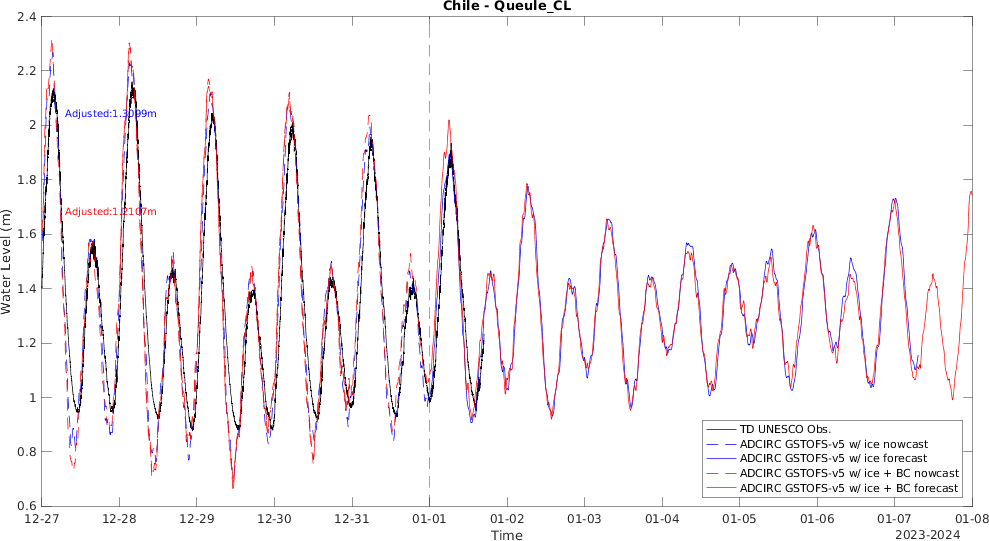 Chile - Queule_CL
2.4
2.2
2
1.8
1.6
1.4
1.2
1
0.8
0.6
Water Level (m)
Adjusted:1.3099m
Adjusted:1.2107m
TD UNESCO Obs.
ADCIRC GSTOFS-v5 w/ ice nowcast
ADCIRC GSTOFS-v5 w/ ice forecast
ADCIRC GSTOFS-v5 w/ ice + BC nowcast
ADCIRC GSTOFS-v5 w/ ice + BC forecast
12-27 12-28 12-29 12-30 12-31 01-01 01-02 01-03 01-04 01-05 01-06 01-07 01-08
Time
2023-2024